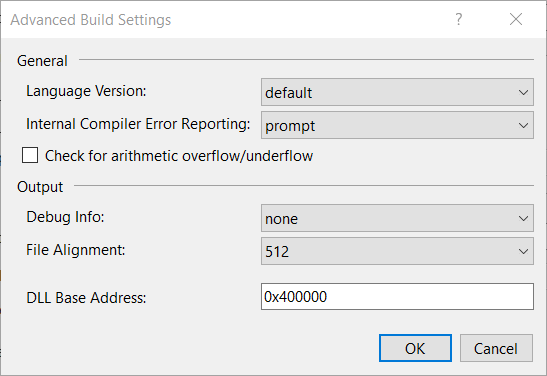 Advanced Build Settings ?
General
Language Version: default
Internal Compiler Error Reporting: prompt
Check for arithmetic overflow/underflow
Output
Debug Info: none
File Alignment: 512
DLL Base Address: 0x400000
OK Cancel